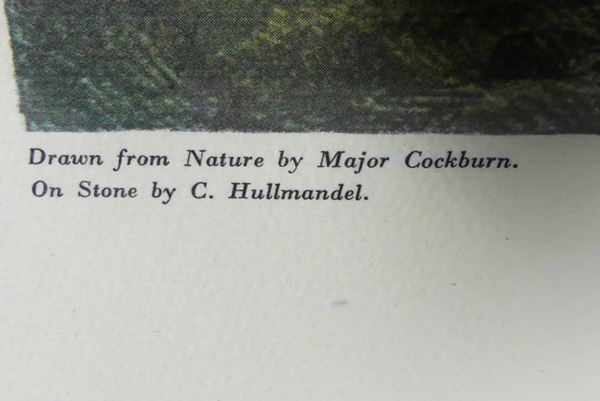 Drawn from Nature by Major Cockburn.
On Stone by C. Hullmandel.